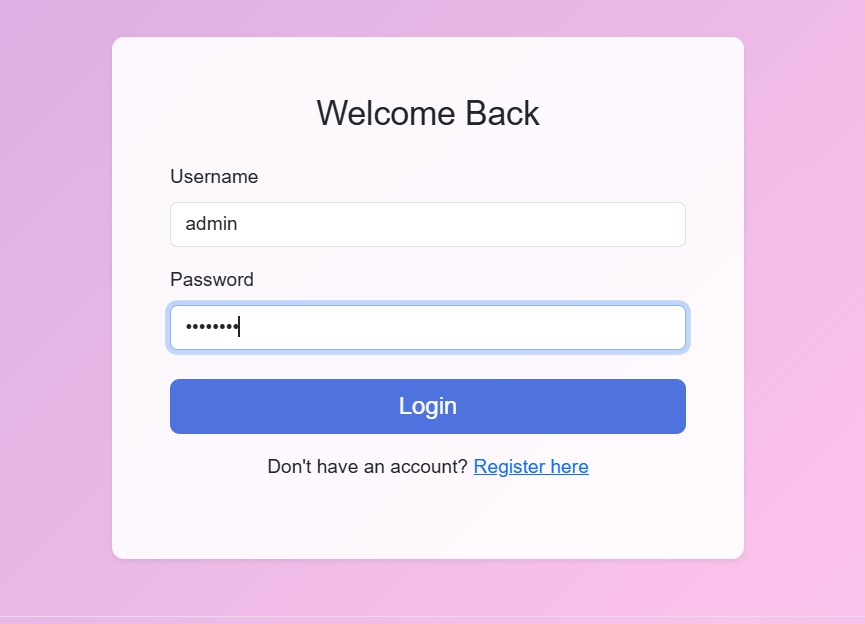 Welcome Back
Username
admin
Password
••••••••
Login
Don't have an account? Register here